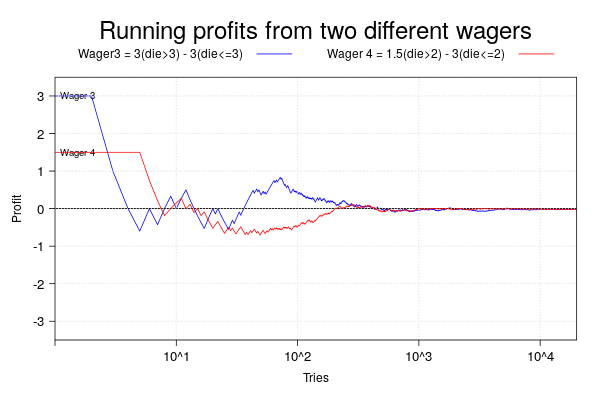 Running profits from two different wagers
Wager3 = 3(die>3) - 3(die<=3) Wager 4 = 1.5(die>2) - 3(die<=2)
3
Wager 3
2
Wager 4
1
Profit
0
-1
-2
-3
10^1 10^2 10^3 10^4
Tries